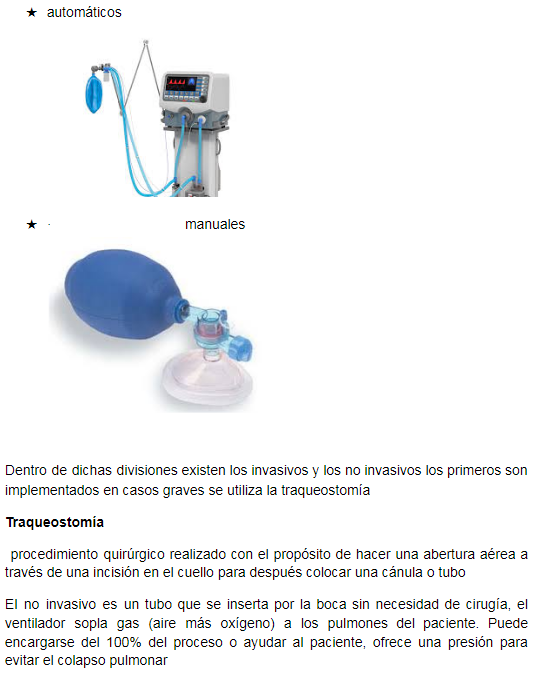 ★ automáticos
★ · manuales
Dentro de dichas divisiones existen los invasivos y los no invasivos los primeros son
implementados en casos graves se utiliza la traqueostomía
Traqueostomía
procedimiento quirúrgico realizado con el propósito de hacer una abertura aérea a
través de una incisión en el cuello para después colocar una cánula o tubo
El no invasivo es un tubo que se inserta por la boca sin necesidad de cirugía, el
ventilador sopla gas (aire más oxígeno) a los pulmones del paciente. Puede
encargarse del 100% del proceso o ayudar al paciente, ofrece una presión para
evitar el colapso pulmonar